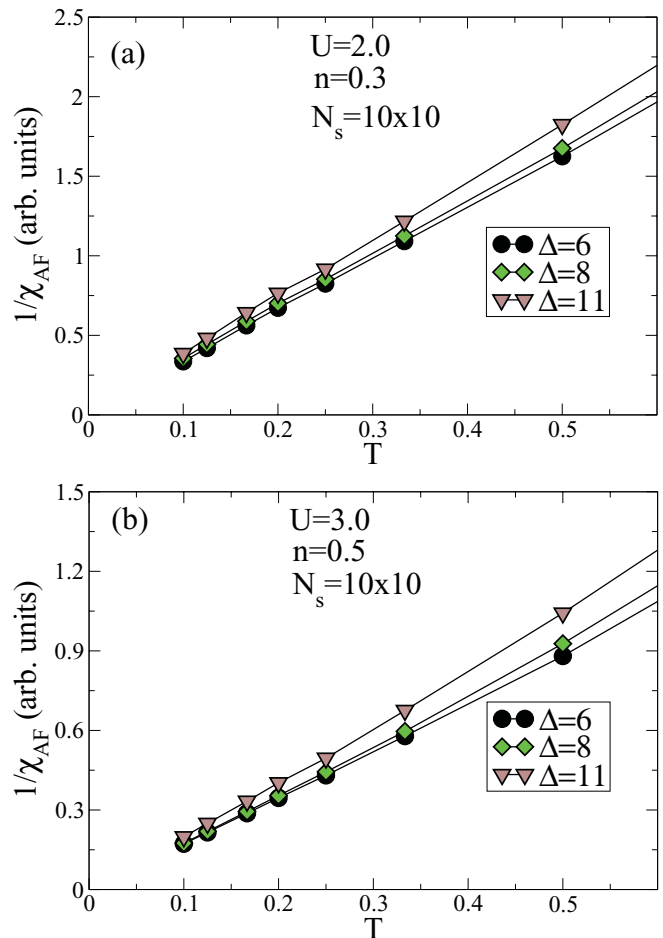 (a)
U=2.0
n=0.3
N_s=10x10
2.5
2
1.5
1
0.5
0
1/χ_AF (arb. units)
Δ=6
Δ=8
Δ=11
0 0.1 0.2 0.3 0.4 0.5
T
(b)
U=3.0
n=0.5
N_s=10x10
1.5
1.2
0.9
0.6
0.3
0
1/χ_AF (arb. units)
Δ=6
Δ=8
Δ=11
0 0.1 0.2 0.3 0.4 0.5
T